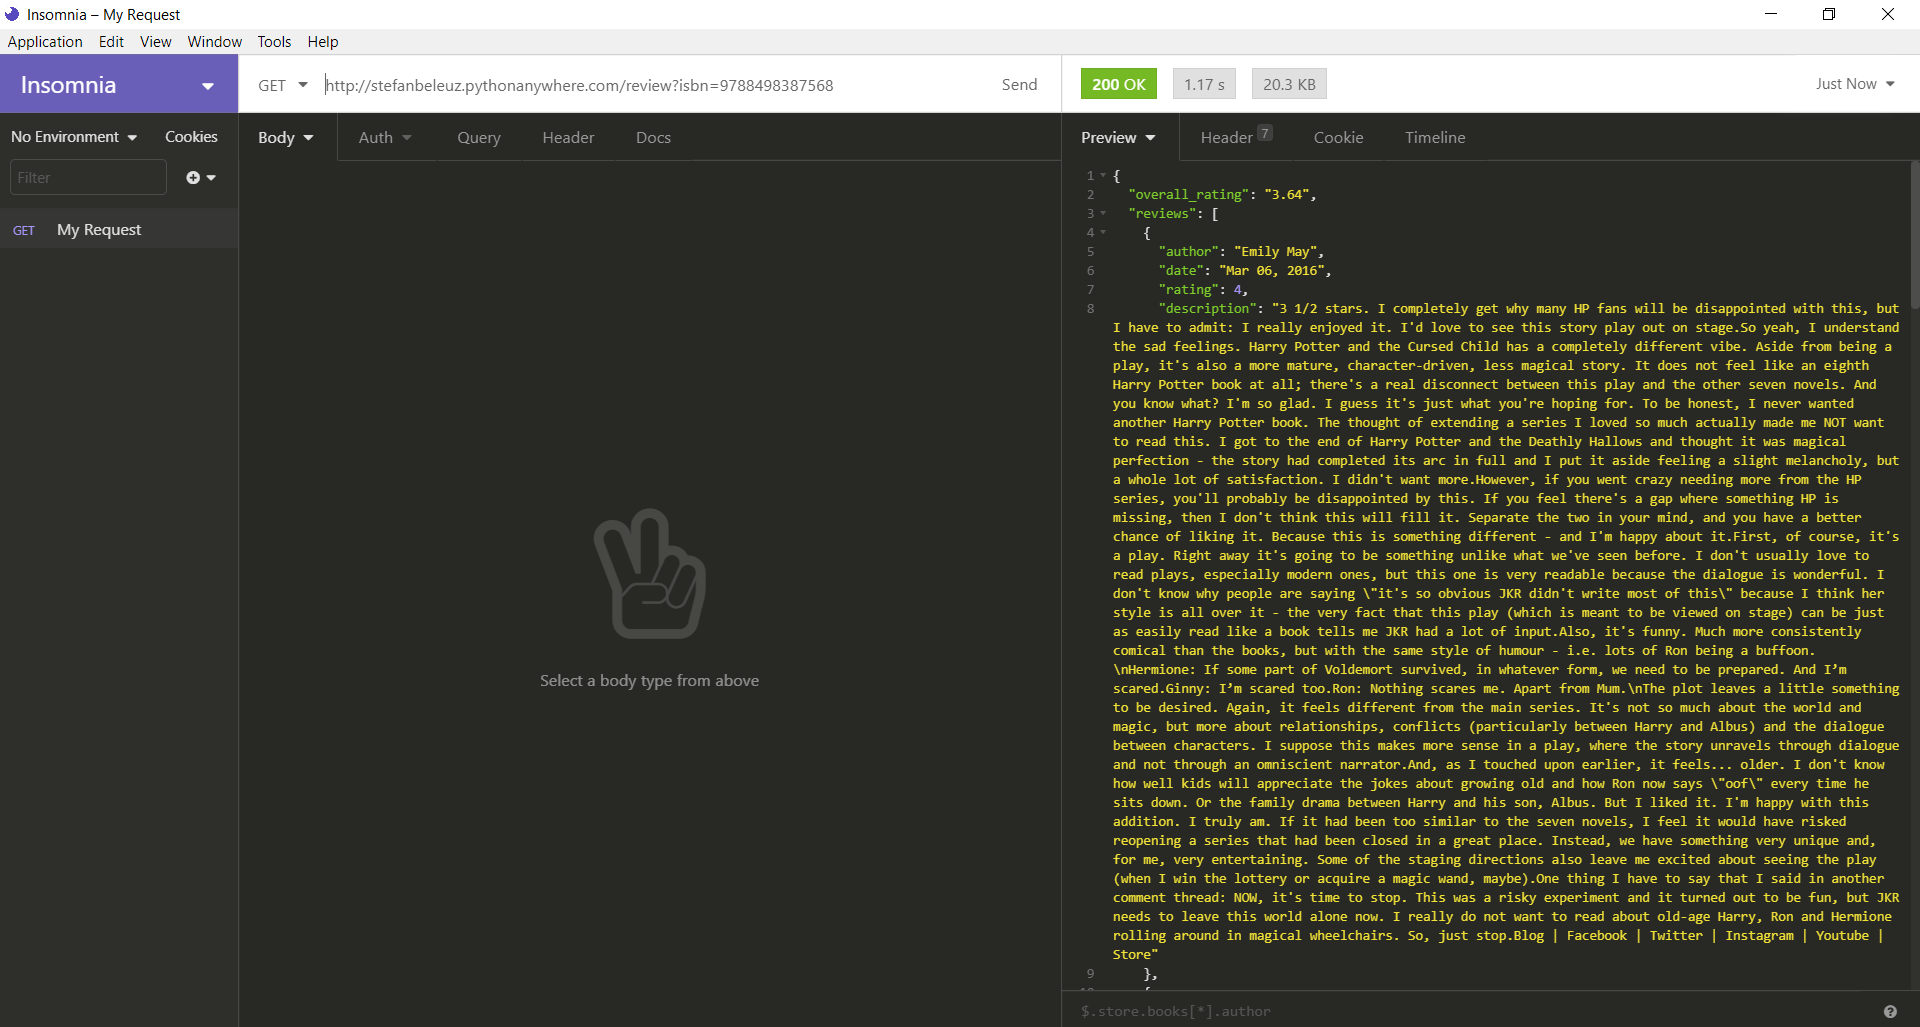 Insomnia – My Request
Application Edit View Window Tools Help
Insomnia
GET http://stefanbeleuz.pythonanywhere.com/review?isbn=9788498387568 Send
200 OK 1.17 s 20.3 KB Just Now
No Environment Cookies
Body Auth Query Header Docs
Preview Header 7 Cookie Timeline
Filter
GET My Request
Select a body type from above
1 {
2 "overall_rating": "3.64",
3 "reviews": [
4 {
5 "author": "Emily May",
6 "date": "Mar 06, 2016",
7 "rating": 4,
8 "description": "3 1/2 stars. I completely get why many HP fans will be disappointed with this, but
I have to admit: I really enjoyed it. I'd love to see this story play out on stage.So yeah, I understand
the sad feelings. Harry Potter and the Cursed Child has a completely different vibe. Aside from being a
play, it's also a more mature, character-driven, less magical story. It does not feel like an eighth
Harry Potter book at all; there's a real disconnect between this play and the other seven novels. And
you know what? I'm so glad. I guess it's just what you're hoping for. To be honest, I never wanted
another Harry Potter book. The thought of extending a series I loved so much actually made me NOT want
to read this. I got to the end of Harry Potter and the Deathly Hallows and thought it was magical
perfection - the story had completed its arc in full and I put it aside feeling a slight melancholy, but
a whole lot of satisfaction. I didn't want more.However, if you went crazy needing more from the HP
series, you'll probably be disappointed by this. If you feel there's a gap where something HP is
missing, then I don't think this will fill it. Separate the two in your mind, and you have a better
chance of liking it. Because this is something different - and I'm happy about it.First, of course, it's
a play. Right away it's going to be something unlike what we've seen before. I don't usually love to
read plays, especially modern ones, but this one is very readable because the dialogue is wonderful. I
don't know why people are saying \"it's so obvious JKR didn't write most of this\" because I think her
style is all over it - the very fact that this play (which is meant to be viewed on stage) can be just
as easily read like a book tells me JKR had a lot of input.Also, it's funny. Much more consistently
comical than the books, but with the same style of humour - i.e. lots of Ron being a buffoon.
\nHermione: If some part of Voldemort survived, in whatever form, we need to be prepared. And I’m
scared.Ginny: I’m scared too.Ron: Nothing scares me. Apart from Mum.\nThe plot leaves a little something
to be desired. Again, it feels different from the main series. It's not so much about the world and
magic, but more about relationships, conflicts (particularly between Harry and Albus) and the dialogue
between characters. I suppose this makes more sense in a play, where the story unravels through dialogue
and not through an omniscient narrator.And, as I touched upon earlier, it feels... older. I don't know
how well kids will appreciate the jokes about growing old and how Ron now says \"oof\" every time he
sits down. Or the family drama between Harry and his son, Albus. But I liked it. I'm happy with this
addition. I truly am. If it had been too similar to the seven novels, I feel it would have risked
reopening a series that had been closed in a great place. Instead, we have something very unique and,
for me, very entertaining. Some of the staging directions also leave me excited about seeing the play
(when I win the lottery or acquire a magic wand, maybe).One thing I have to say that I said in another
comment thread: NOW, it's time to stop. This was a risky experiment and it turned out to be fun, but JKR
needs to leave this world alone now. I really do not want to read about old-age Harry, Ron and Hermione
rolling around in magical wheelchairs. So, just stop.Blog | Facebook | Twitter | Instagram | Youtube |
Store"
9 },
$.store.books[*].author